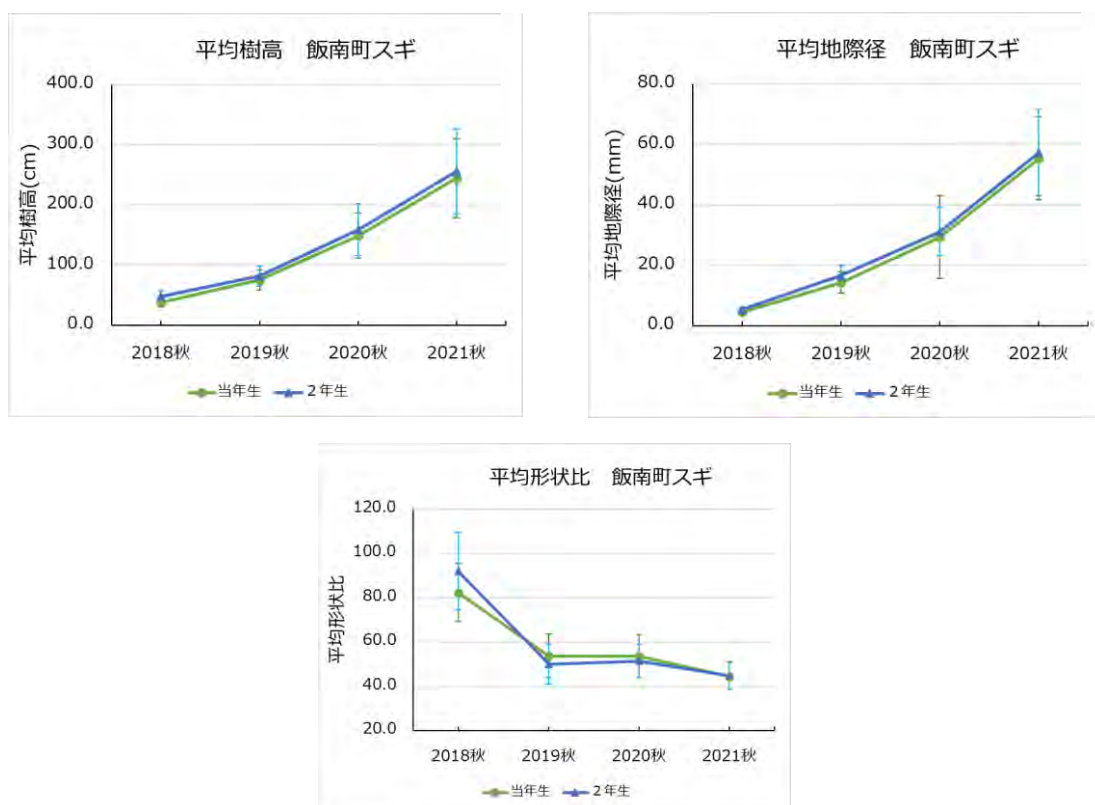 平均樹高　飯南町スギ
平均樹高(cm)
400.0
300.0
200.0
100.0
0.0
2018秋 2019秋 2020秋 2021秋
当年生 2年生
平均地際径　飯南町スギ
平均地際径(mm)
80.0
60.0
40.0
20.0
0.0
2018秋 2019秋 2020秋 2021秋
当年生 2年生
平均形状比　飯南町スギ
平均形状比
120.0
100.0
80.0
60.0
40.0
20.0
2018秋 2019秋 2020秋 2021秋
当年生 2年生